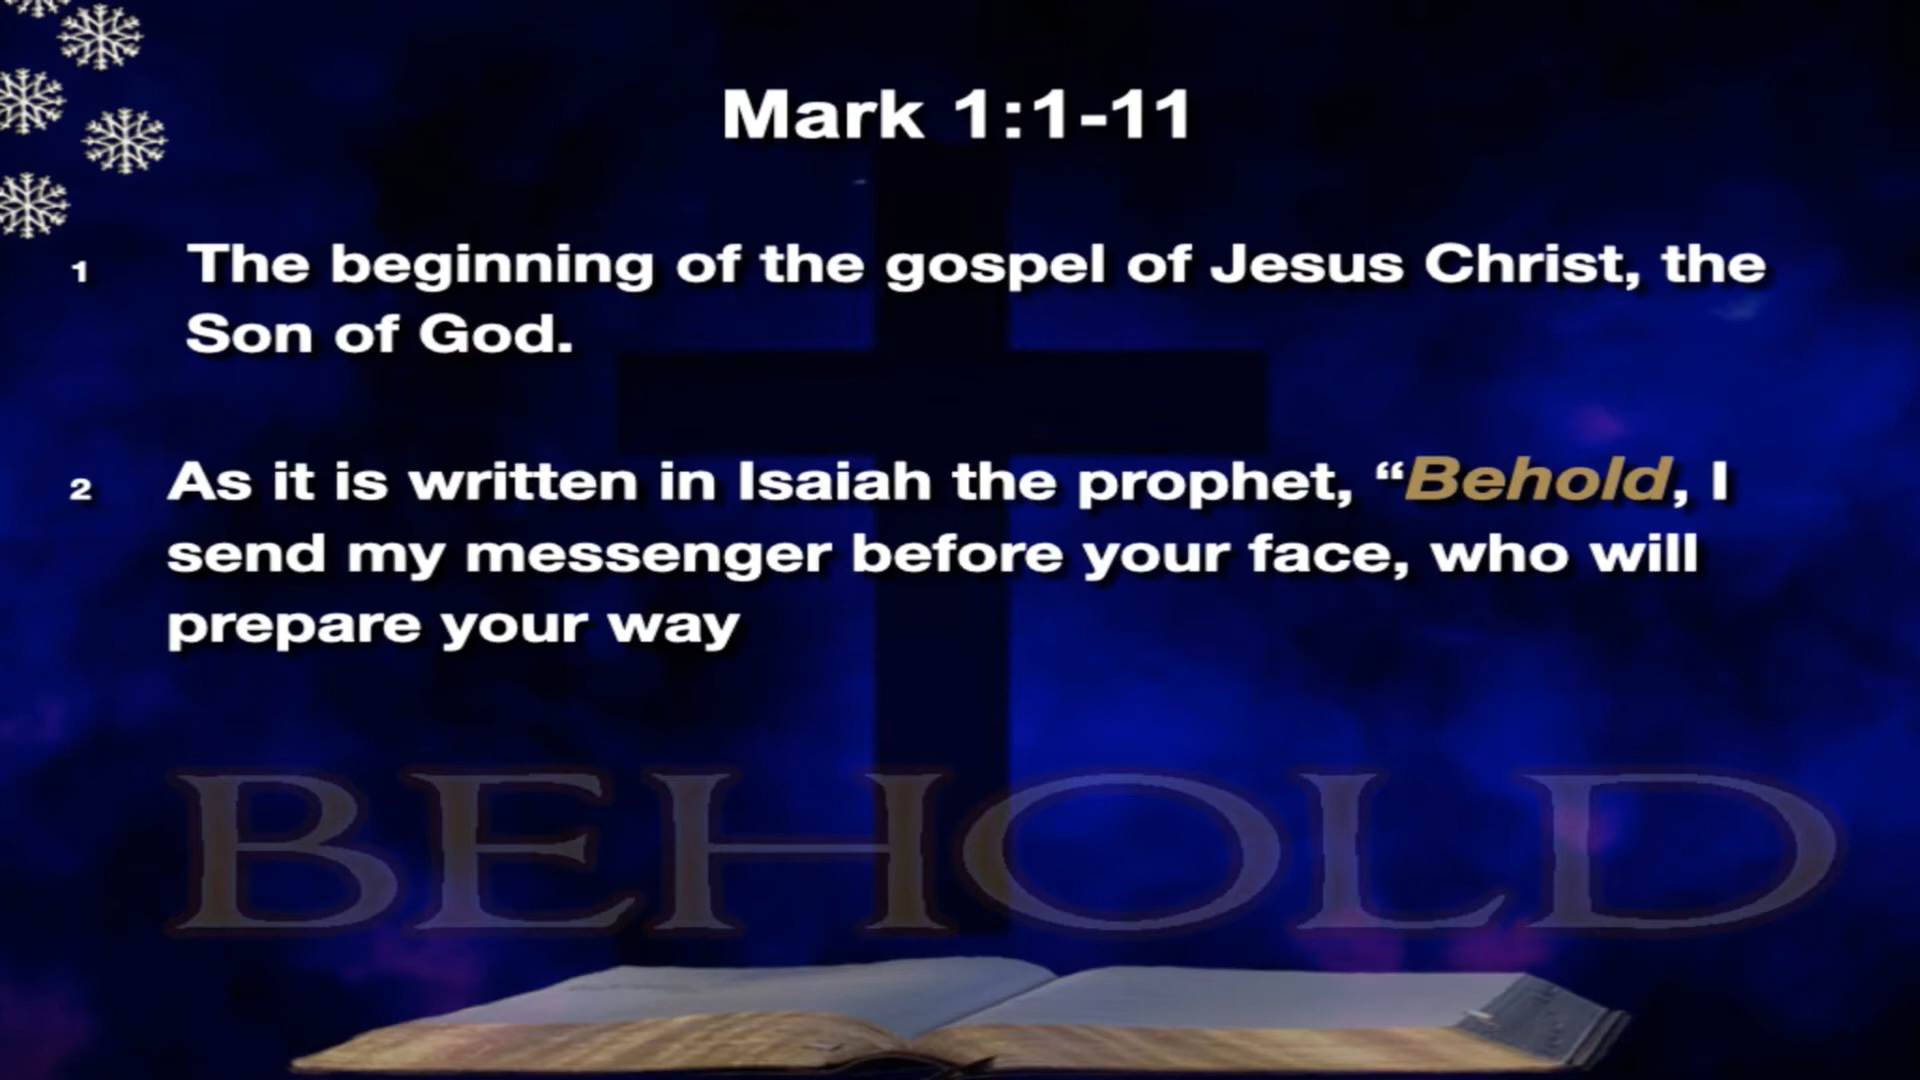 Mark 1:1-11
1 The beginning of the gospel of Jesus Christ, the
Son of God.
2 As it is written in Isaiah the prophet, “Behold, I
send my messenger before your face, who will
prepare your way
BEHOLD